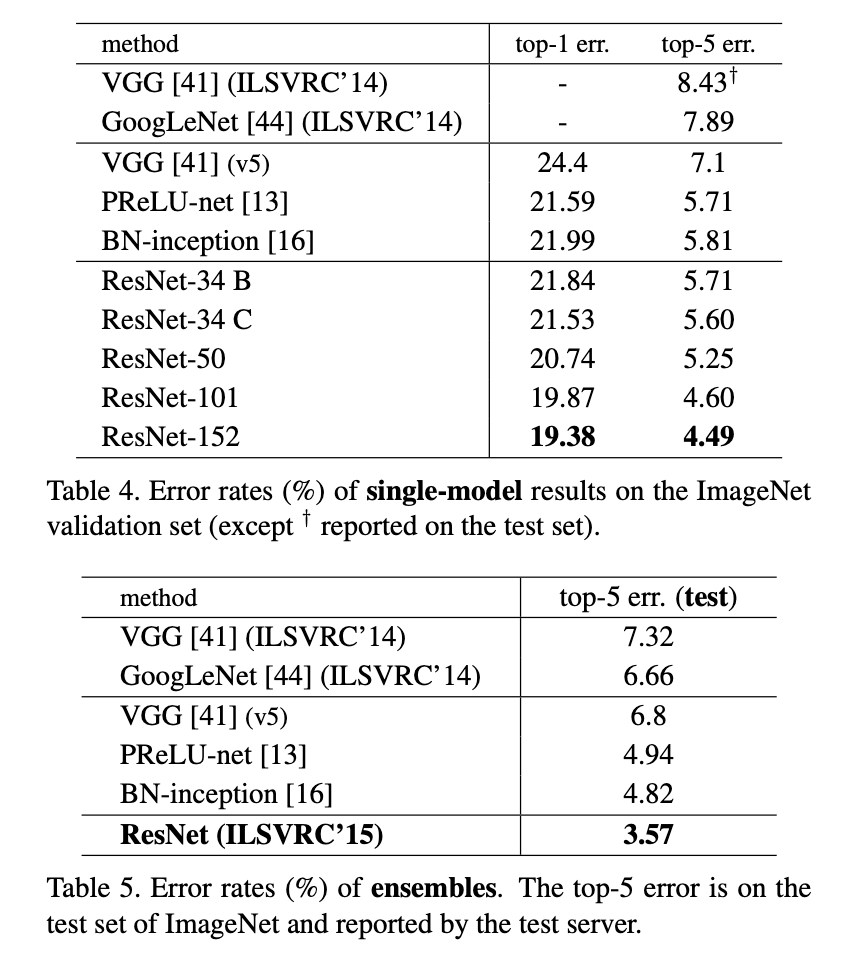 method top-1 err. top-5 err.
VGG [41] (ILSVRC’14) - 8.43†
GoogLeNet [44] (ILSVRC’14) - 7.89
VGG [41] (v5) 24.4 7.1
PReLU-net [13] 21.59 5.71
BN-inception [16] 21.99 5.81
ResNet-34 B 21.84 5.71
ResNet-34 C 21.53 5.60
ResNet-50 20.74 5.25
ResNet-101 19.87 4.60
ResNet-152 19.38 4.49
Table 4. Error rates (%) of single-model results on the ImageNet
validation set (except † reported on the test set).
method top-5 err. (test)
VGG [41] (ILSVRC’14) 7.32
GoogLeNet [44] (ILSVRC’14) 6.66
VGG [41] (v5) 6.8
PReLU-net [13] 4.94
BN-inception [16] 4.82
ResNet (ILSVRC’15) 3.57
Table 5. Error rates (%) of ensembles. The top-5 error is on the
test set of ImageNet and reported by the test server.